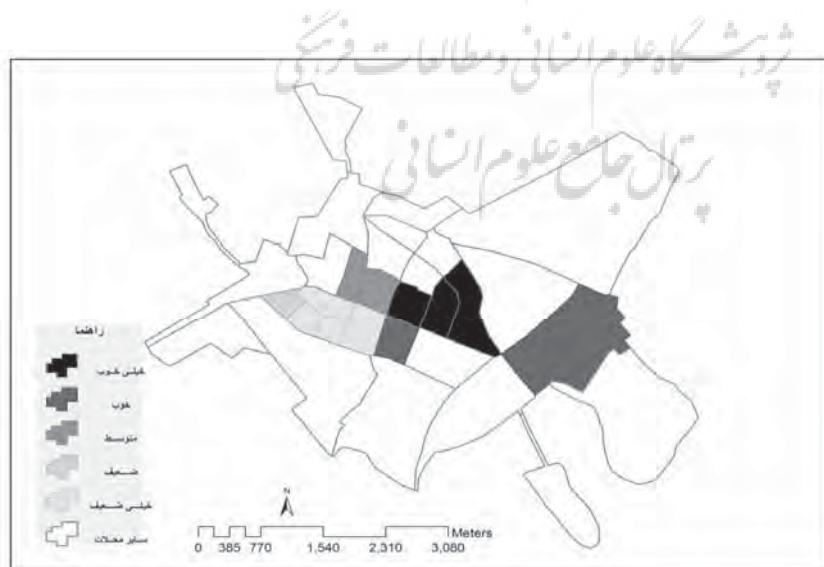 پژوهشگاه علوم انسانی و مطالعات فرهنگی
پرتال جامع علوم انسانی
راهنما
خیلی خوب
خوب
متوسط
ضعیف
خیلی ضعیف
سایر محلات
N
Meters
0 385 770 1,540 2,310 3,080